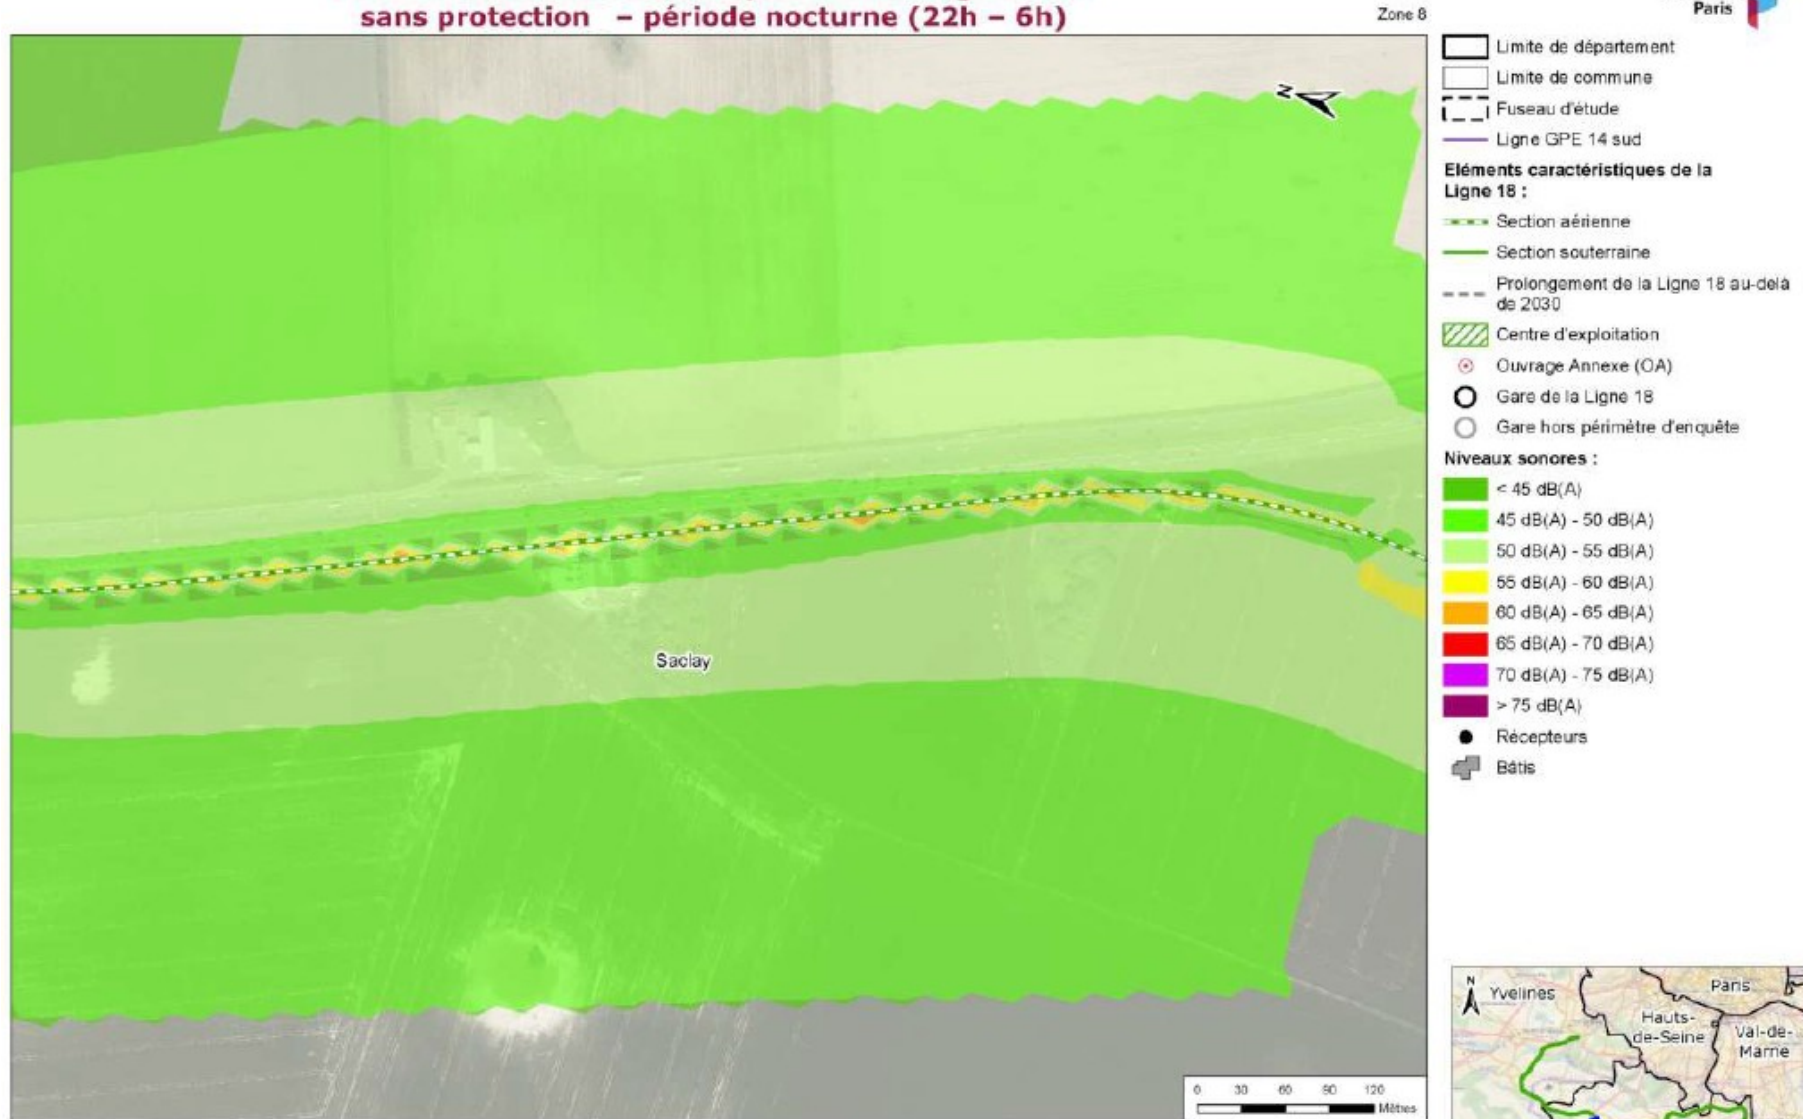 sans protection – période nocturne (22h – 6h)
Zone 8
Paris
N
Saclay
0 30 60 90 120
Mètres
Limite de département
Limite de commune
Fuseau d'étude
Ligne GPE 14 sud
Eléments caractéristiques de la
Ligne 18 :
Section aérienne
Section souterraine
Prolongement de la Ligne 18 au-delà
de 2030
Centre d'exploitation
Ouvrage Annexe (OA)
Gare de la Ligne 18
Gare hors périmètre d'enquête
Niveaux sonores :
< 45 dB(A)
45 dB(A) - 50 dB(A)
50 dB(A) - 55 dB(A)
55 dB(A) - 60 dB(A)
60 dB(A) - 65 dB(A)
65 dB(A) - 70 dB(A)
70 dB(A) - 75 dB(A)
> 75 dB(A)
Récepteurs
Bâtis
N
Yvelines
Paris
Hauts-
de-Seine
Val-de-
Marne